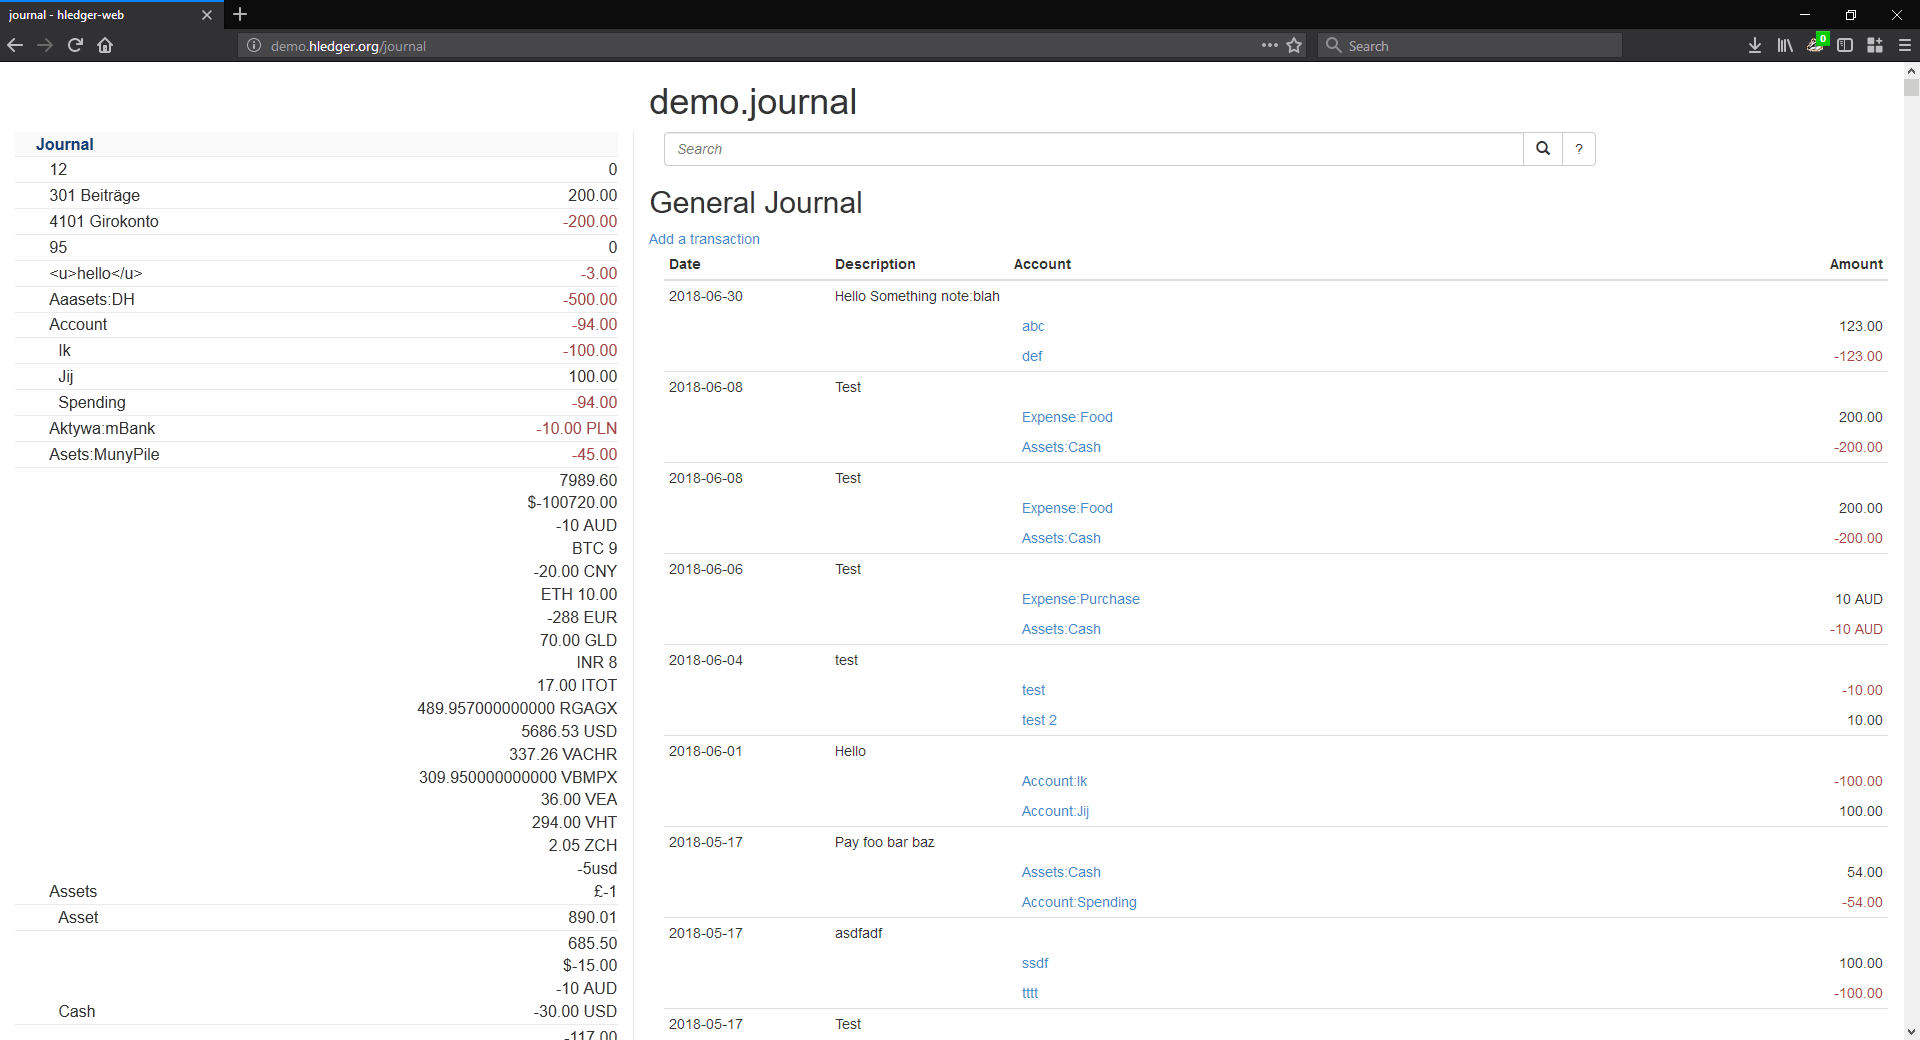 journal - hledger-web
demo.hledger.org/journal
Search
0
demo.journal
Search
?
Journal
12 0
301 Beiträge 200.00
4101 Girokonto -200.00
95 0
<u>hello</u> -3.00
Aaasets:DH -500.00
Account -94.00
Ik -100.00
Jij 100.00
Spending -94.00
Aktywa:mBank -10.00 PLN
Asets:MunyPile -45.00
7989.60
$-100720.00
-10 AUD
BTC 9
-20.00 CNY
ETH 10.00
-288 EUR
70.00 GLD
INR 8
17.00 ITOT
489.957000000000 RGAGX
5686.53 USD
337.26 VACHR
309.950000000000 VBMPX
36.00 VEA
294.00 VHT
2.05 ZCH
-5usd
Assets £-1
Asset 890.01
685.50
$-15.00
-10 AUD
Cash -30.00 USD
-117.00
General Journal
Add a transaction
Date Description Account Amount
2018-06-30 Hello Something note:blah
abc 123.00
def -123.00
2018-06-08 Test
Expense:Food 200.00
Assets:Cash -200.00
2018-06-08 Test
Expense:Food 200.00
Assets:Cash -200.00
2018-06-06 Test
Expense:Purchase 10 AUD
Assets:Cash -10 AUD
2018-06-04 test
test -10.00
test 2 10.00
2018-06-01 Hello
Account:Ik -100.00
Account:Jij 100.00
2018-05-17 Pay foo bar baz
Assets:Cash 54.00
Account:Spending -54.00
2018-05-17 asdfadf
ssdf 100.00
tttt -100.00
2018-05-17 Test